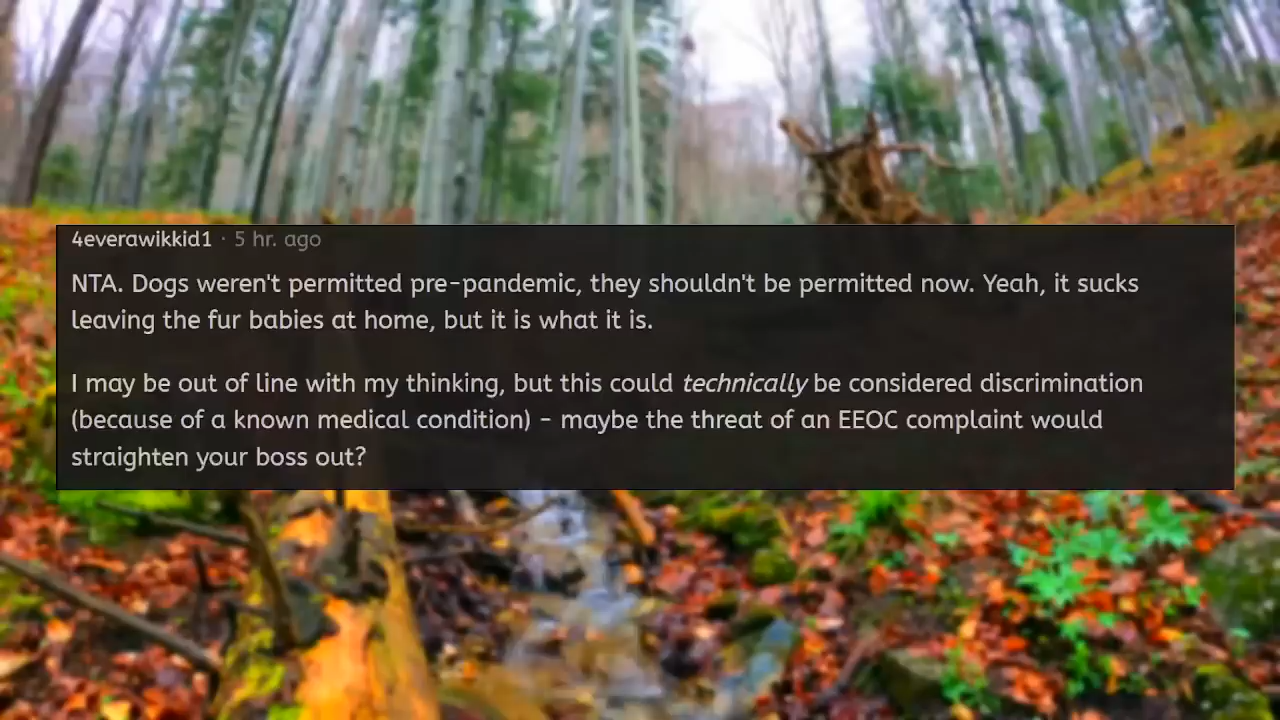 4everawikkid1 · 5 hr. ago
NTA. Dogs weren't permitted pre-pandemic, they shouldn't be permitted now. Yeah, it sucks
leaving the fur babies at home, but it is what it is.
I may be out of line with my thinking, but this could technically be considered discrimination
(because of a known medical condition) - maybe the threat of an EEOC complaint would
straighten your boss out?